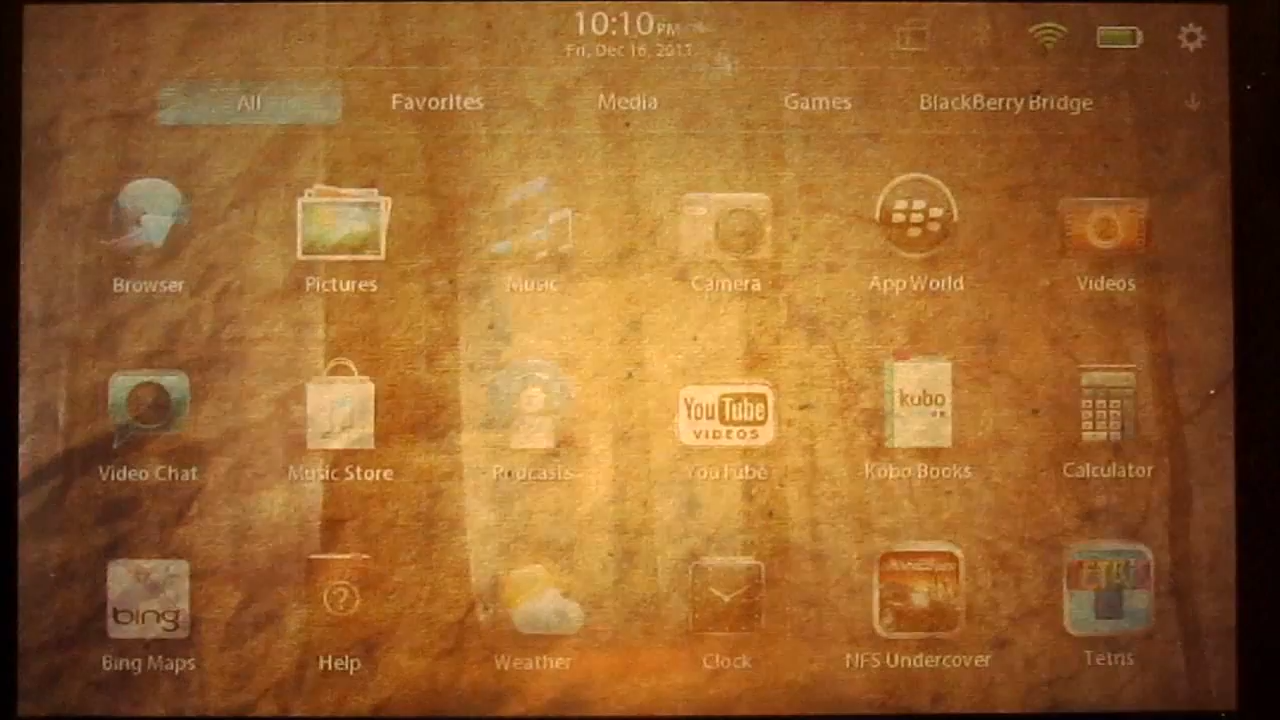 10:10PM
Fri, Dec 16, 2011
All Favorites Media Games BlackBerry Bridge
Browser Pictures Music Camera App World Videos
You Tube
VIDEOS
kobo
Video Chat Music Store Podcasts YouTube Kobo Books Calculator
bing
?
Bing Maps Help Weather Clock NFS Undercover Tetris